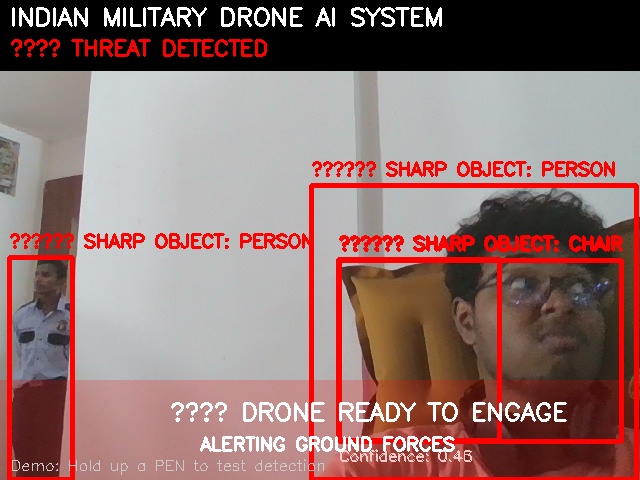 INDIAN MILITARY DRONE AI SYSTEM
???? THREAT DETECTED
?????? SHARP OBJECT: PERSON
?????? SHARP OBJECT: PERSON
?????? SHARP OBJECT: CHAIR
???? DRONE READY TO ENGAGE
ALERTING GROUND FORCES
Confidence: 0.46
Demo: Hold up a PEN to test detection